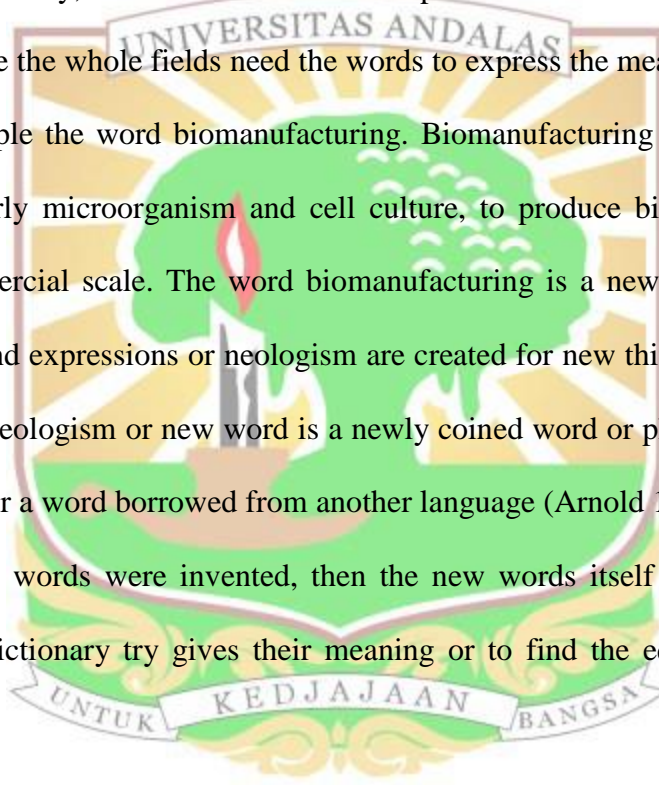 UNIVERSITAS ANDALAS
e the whole fields need the words to express the mea
ple the word biomanufacturing. Biomanufacturing
rly microorganism and cell culture, to produce bi
ercial scale. The word biomanufacturing is a new
nd expressions or neologism are created for new thi
eologism or new word is a newly coined word or p
r a word borrowed from another language (Arnold 1
words were invented, then the new words itself
ictionary try gives their meaning or to find the e
UNTUK KEDJAJAAN BANGSA